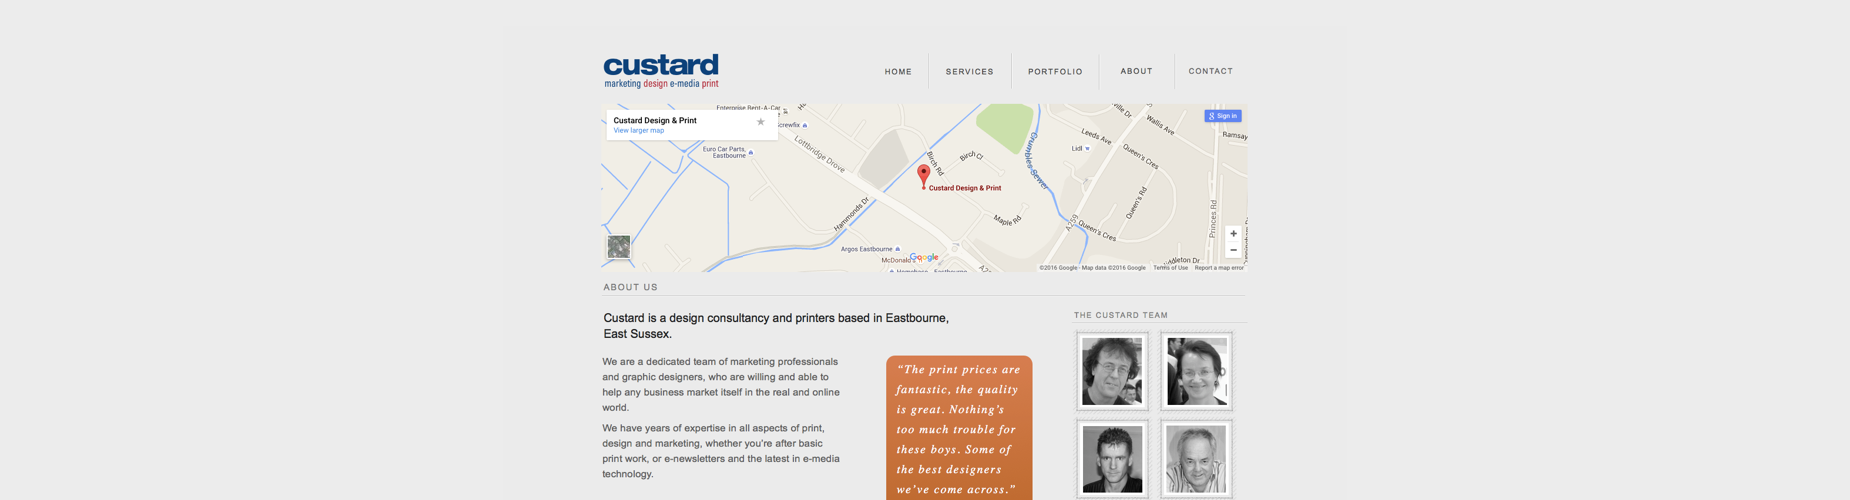 custard
marketing design e-media print
HOME
SERVICES
PORTFOLIO
ABOUT
CONTACT
Custard Design & Print
View larger map
Sign in
Enterprise Rent-A-Car
Screwfix
Euro Car Parts,
Eastbourne
Lottbridge Drove
Birch Rd
Birch Cl
Crumbles Sewer
Leeds Ave
Wallis Ave
Ramsay
Lidl
Queen's Cres
Queen's Rd
Princes Rd
Custard Design & Print
Hammonds Dr
Maple Rd
A259
Queen's Cres
Argos Eastbourne
McDonald's
Google
©2016 Google - Map data ©2016 Google
Terms of Use
Report a map error
ABOUT US
Custard is a design consultancy and printers based in Eastbourne,
East Sussex.
We are a dedicated team of marketing professionals
and graphic designers, who are willing and able to
help any business market itself in the real and online
world.
We have years of expertise in all aspects of print,
design and marketing, whether you're after basic
print work, or e-newsletters and the latest in e-media
technology.
“The print prices are
fantastic, the quality
is great. Nothing's
too much trouble for
these boys. Some of
the best designers
we've come across.”
THE CUSTARD TEAM